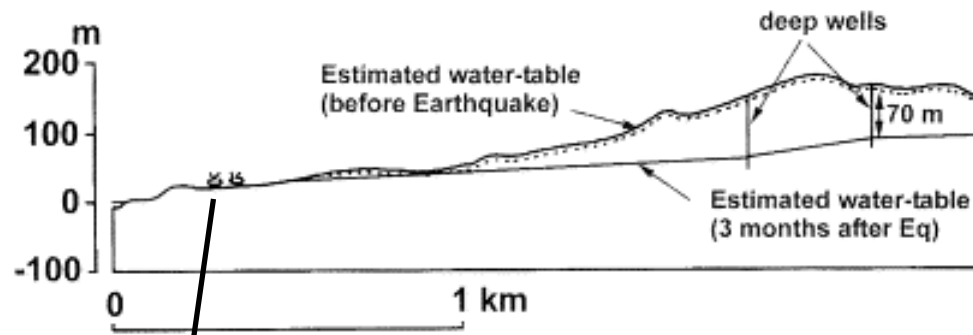 m
deep wells
200
Estimated water-table
(before Earthquake)
100
70 m
Estimated water-table
(3 months after Eq)
0
-100
0
1 km